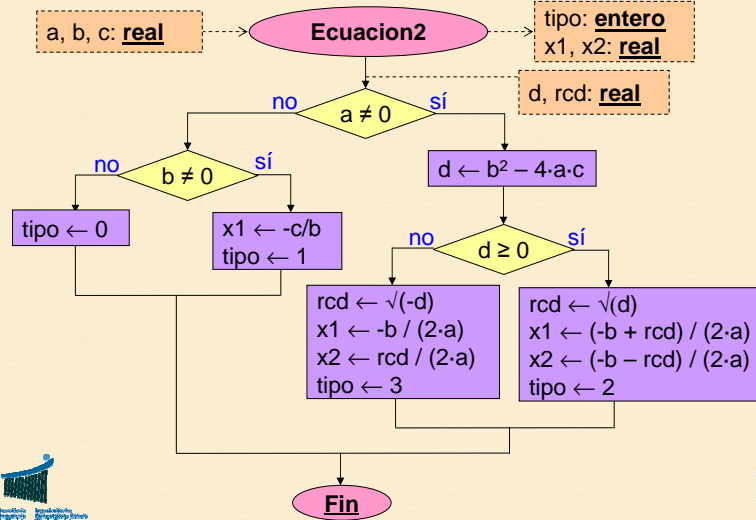 a, b, c: real
Ecuacion2
tipo: entero
x1, x2: real
d, rcd: real
no
a ≠ 0
sí
no
b ≠ 0
sí
d ← b² – 4·a·c
tipo ← 0
x1 ← -c/b
tipo ← 1
no
d ≥ 0
sí
rcd ← √(-d)
x1 ← -b / (2·a)
x2 ← rcd / (2·a)
tipo ← 3
rcd ← √(d)
x1 ← (-b + rcd) / (2·a)
x2 ← (-b – rcd) / (2·a)
tipo ← 2
Fin